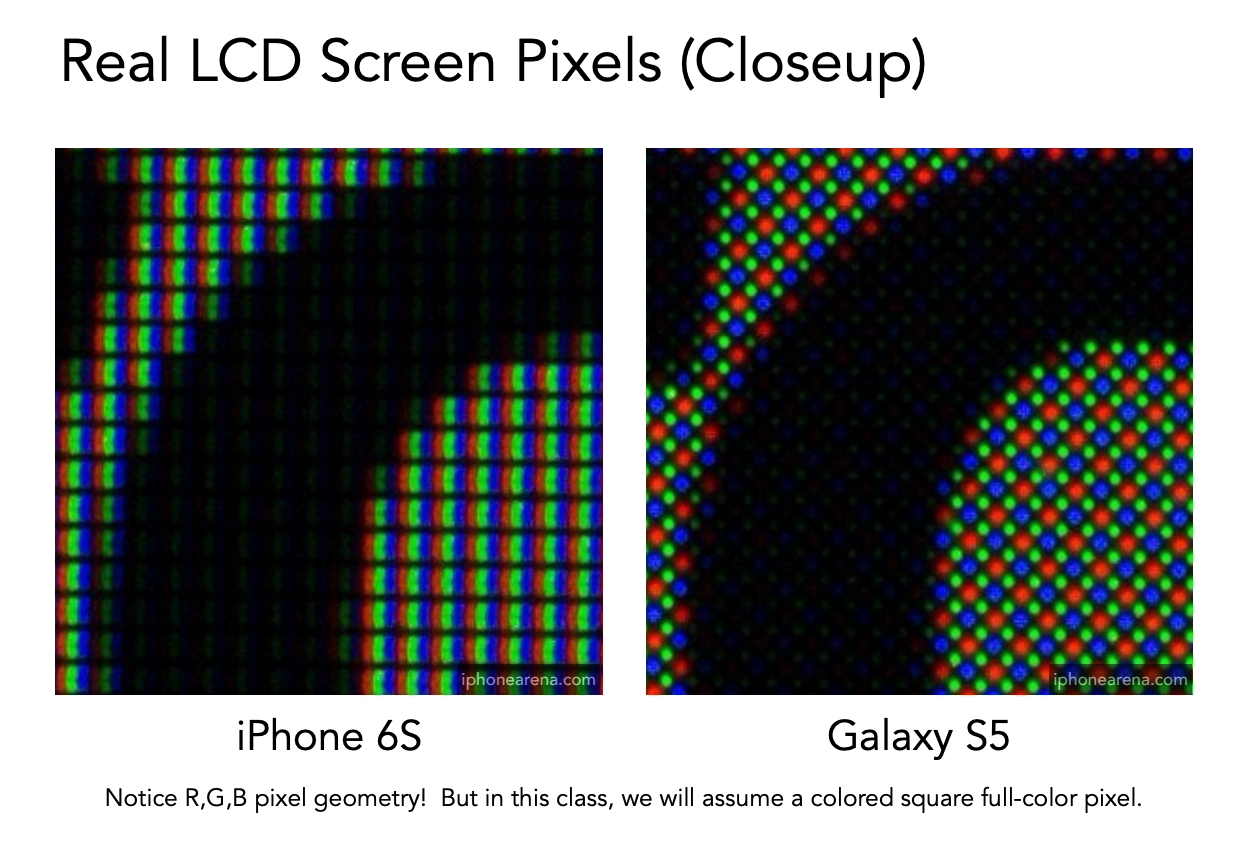 Real LCD Screen Pixels (Closeup)
iphonearena.com
iphonearena.com
iPhone 6S
Galaxy S5
Notice R,G,B pixel geometry!  But in this class, we will assume a colored square full-color pixel.